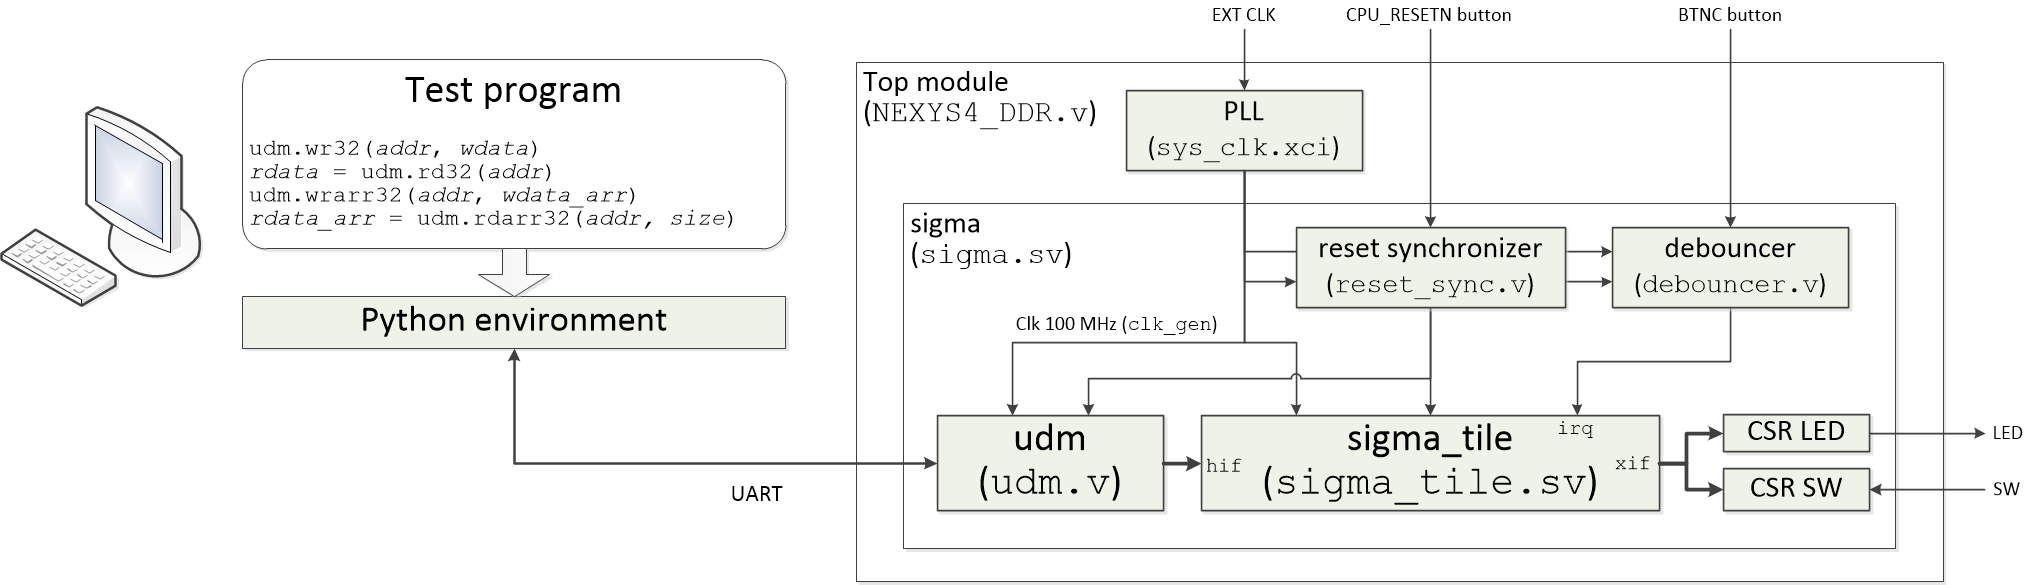 EXT CLK
CPU_RESETN button
BTNC button
Test program
udm.wr32(addr, wdata)
rdata = udm.rd32(addr)
udm.wrarr32(addr, wdata_arr)
rdata_arr = udm.rdarr32(addr, size)
Python environment
UART
Top module
(NEXYS4_DDR.v)
PLL
(sys_clk.xci)
sigma
(sigma.sv)
reset synchronizer
(reset_sync.v)
debouncer
(debouncer.v)
Clk 100 MHz (clk_gen)
udm
(udm.v)
hif
sigma_tile
(sigma_tile.sv)
irq
xif
CSR LED
CSR SW
LED
SW